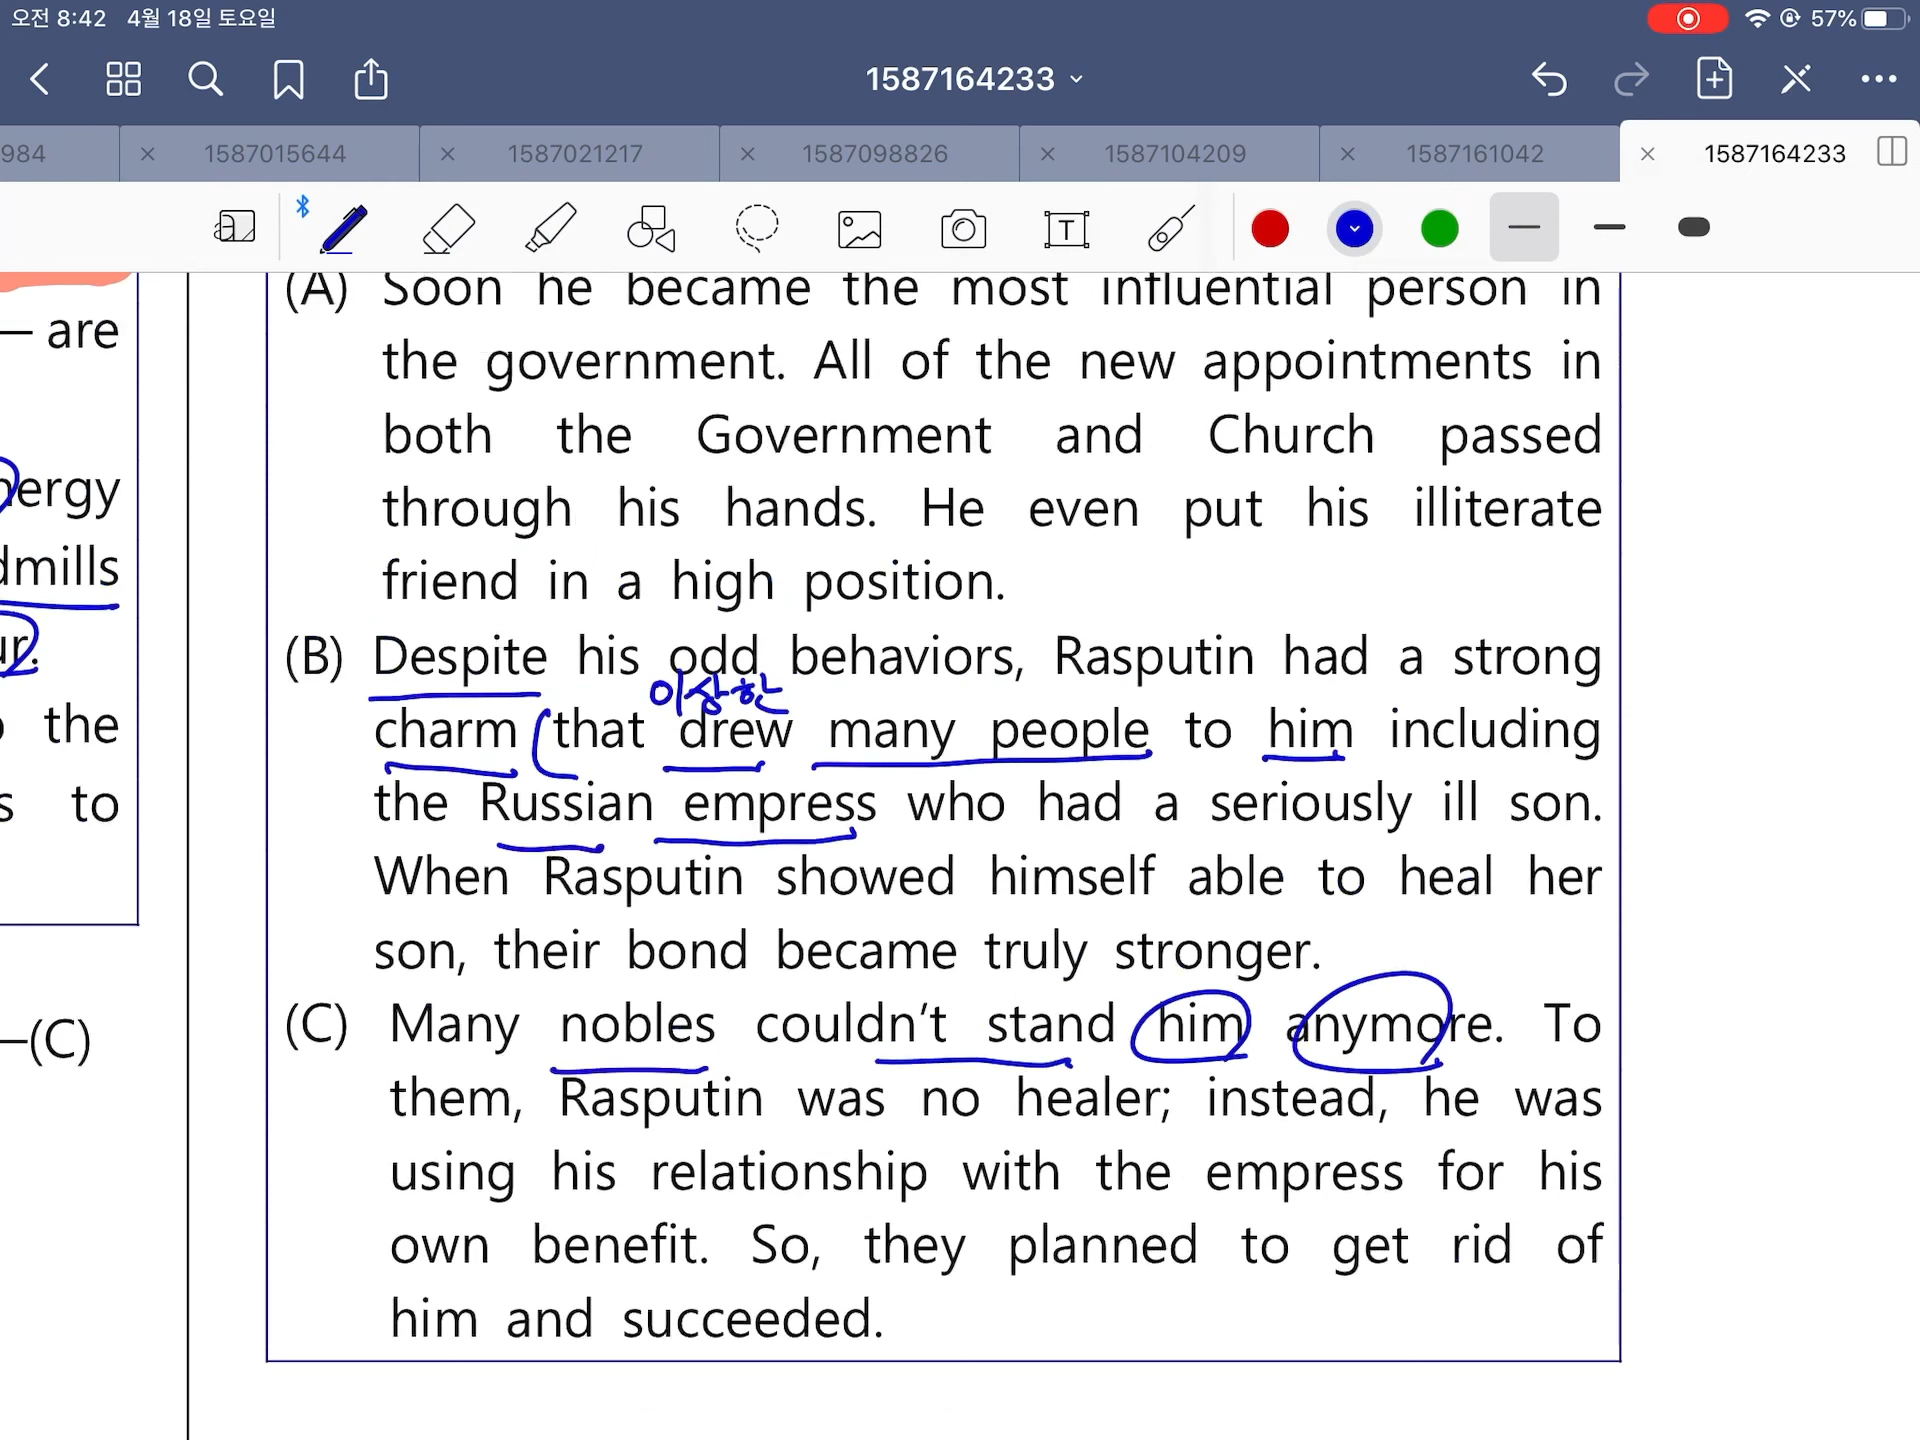 오전 8:42 4월 18일 토요일
57%
1587164233
984
1587015644
1587021217
1587098826
1587104209
1587161042
1587164233
— are
nergy
dmills
ur.
the
s to
—(C)
(A) Soon he became the most influential person in
the government. All of the new appointments in
both the Government and Church passed
through his hands. He even put his illiterate
friend in a high position.
(B) Despite his odd behaviors, Rasputin had a strong
이상한
charm (that drew many people to him including
the Russian empress who had a seriously ill son.
When Rasputin showed himself able to heal her
son, their bond became truly stronger.
(C) Many nobles couldn't stand him anymore. To
them, Rasputin was no healer; instead, he was
using his relationship with the empress for his
own benefit. So, they planned to get rid of
him and succeeded.